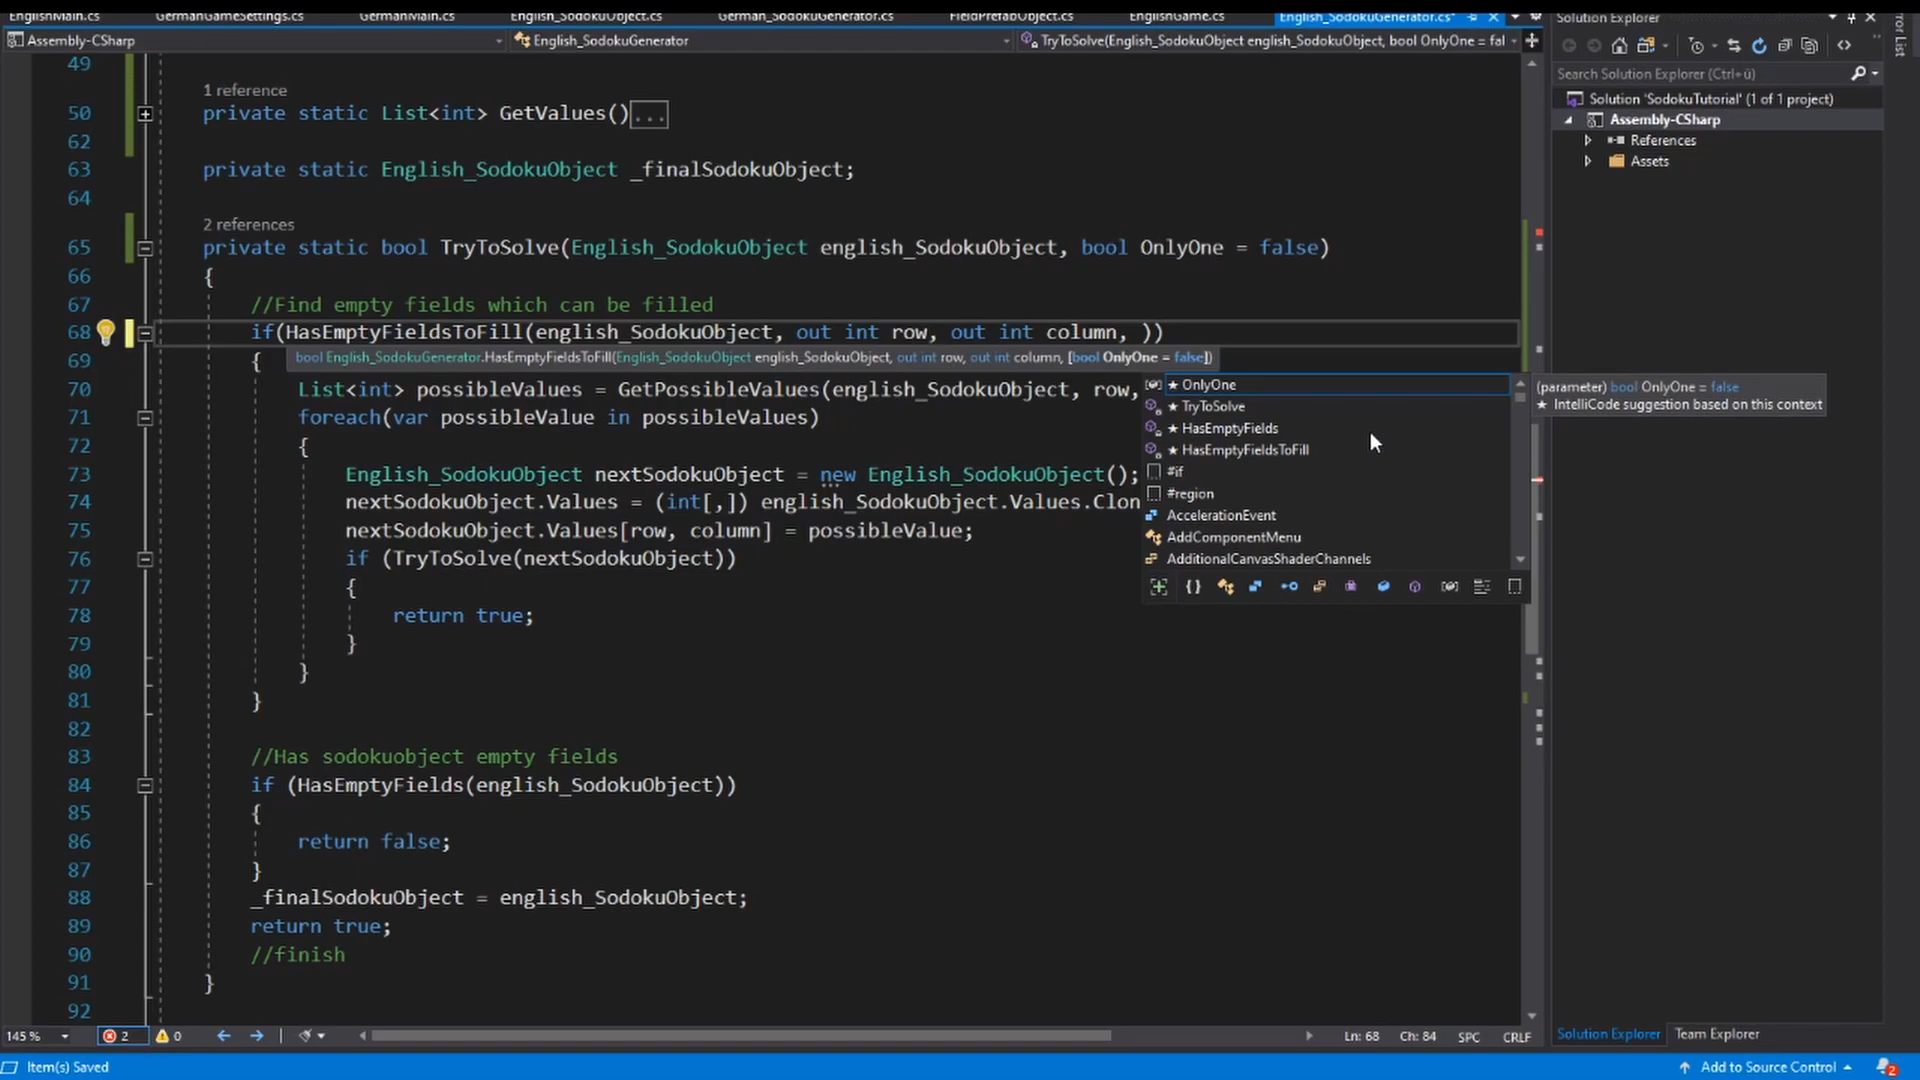 EnglishMain.cs GermanGameSettings.cs GermanMain.cs English_SodokuObject.cs German_SodokuGenerator.cs FieldPrefabObject.cs EnglishGame.cs English_SodokuGenerator.cs* Solution Explorer
Assembly-CSharp English_SodokuGenerator TryToSolve(English_SodokuObject english_SodokuObject, bool OnlyOne = fal
Error List
Search Solution Explorer (Ctrl+ü)
Solution 'SodokuTutorial' (1 of 1 project)
Assembly-CSharp
References
Assets
49
1 reference
50 private static List<int> GetValues()...
62
63 private static English_SodokuObject _finalSodokuObject;
64
2 references
65 private static bool TryToSolve(English_SodokuObject english_SodokuObject, bool OnlyOne = false)
66 {
67 //Find empty fields which can be filled
68 if(HasEmptyFieldsToFill(english_SodokuObject, out int row, out int column, ))
bool English_SodokuGenerator.HasEmptyFieldsToFill(English_SodokuObject english_SodokuObject, out int row, out int column, [bool OnlyOne = false])
69 {
70 List<int> possibleValues = GetPossibleValues(english_SodokuObject, row,
71 foreach(var possibleValue in possibleValues)
72 {
73 English_SodokuObject nextSodokuObject = new English_SodokuObject();
74 nextSodokuObject.Values = (int[,]) english_SodokuObject.Values.Clon
75 nextSodokuObject.Values[row, column] = possibleValue;
76 if (TryToSolve(nextSodokuObject))
77 {
78 return true;
79 }
80 }
81 }
82
83 //Has sodokuobject empty fields
84 if (HasEmptyFields(english_SodokuObject))
85 {
86 return false;
87 }
88 _finalSodokuObject = english_SodokuObject;
89 return true;
90 //finish
91 }
92
★ OnlyOne
★ TryToSolve
★ HasEmptyFields
★ HasEmptyFieldsToFill
#if
#region
AccelerationEvent
AddComponentMenu
AdditionalCanvasShaderChannels
(parameter) bool OnlyOne = false
★ IntelliCode suggestion based on this context
145 % 2 0 Ln: 68 Ch: 84 SPC CRLF
Solution Explorer Team Explorer
Item(s) Saved Add to Source Control 2